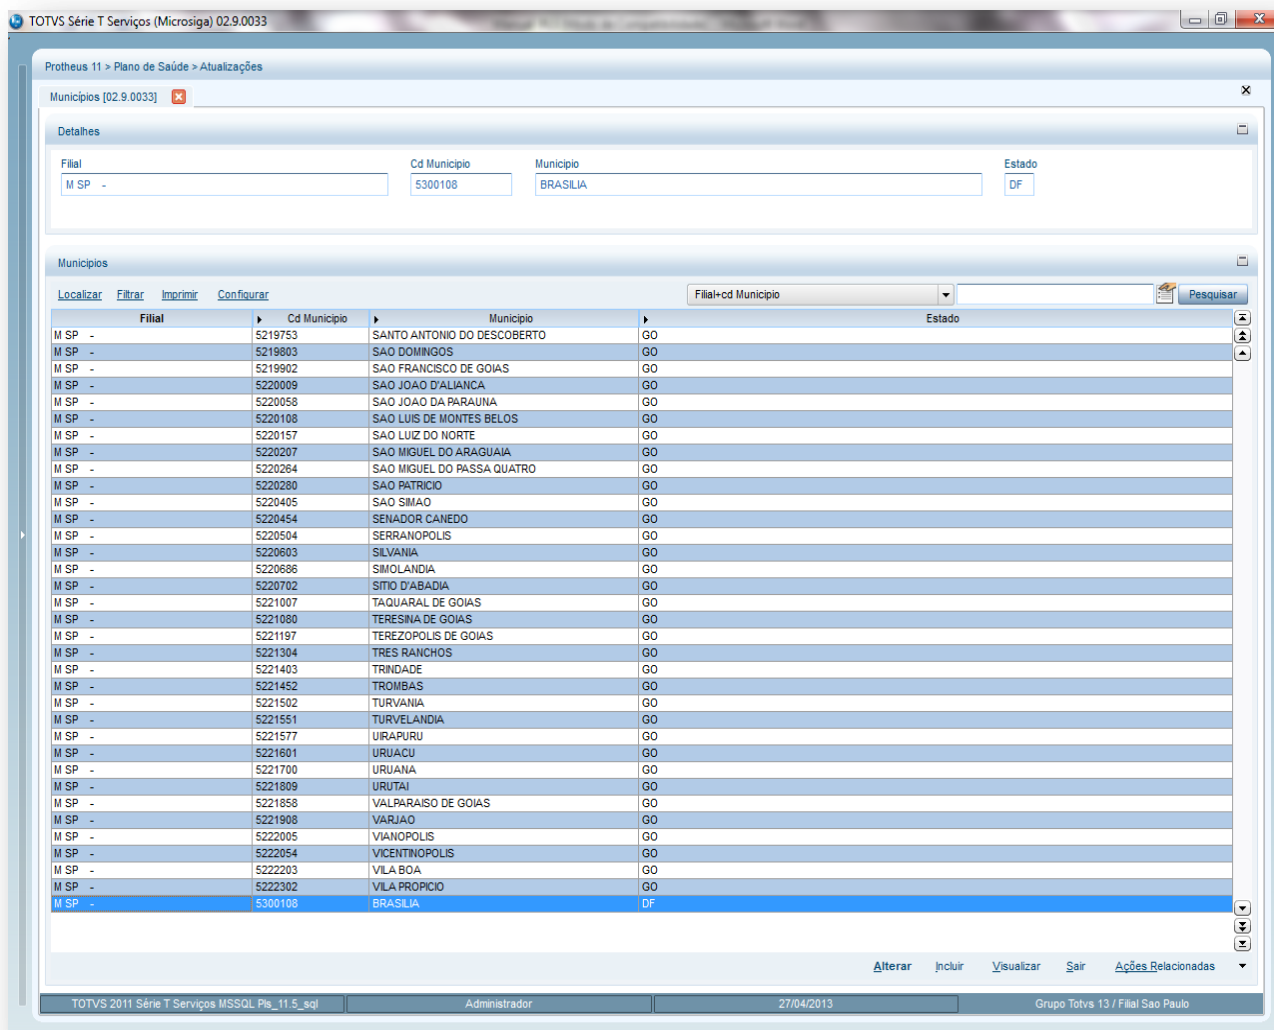 TOTVS Série T Serviços (Microsiga) 02.9.0033
Protheus 11 > Plano de Saúde > Atualizações
Municípios [02.9.0033]
Detalhes
Filial Cd Municipio Municipio Estado
M SP - 5300108 BRASILIA DF
Municipios
Localizar Filtrar Imprimir Configurar Filial+cd Municipio Pesquisar
Filial Cd Municipio Municipio Estado
M SP - 5219753 SANTO ANTONIO DO DESCOBERTO GO
M SP - 5219803 SAO DOMINGOS GO
M SP - 5219902 SAO FRANCISCO DE GOIAS GO
M SP - 5220009 SAO JOAO D'ALIANCA GO
M SP - 5220058 SAO JOAO DA PARAUNA GO
M SP - 5220108 SAO LUIS DE MONTES BELOS GO
M SP - 5220157 SAO LUIZ DO NORTE GO
M SP - 5220207 SAO MIGUEL DO ARAGUAIA GO
M SP - 5220264 SAO MIGUEL DO PASSA QUATRO GO
M SP - 5220280 SAO PATRICIO GO
M SP - 5220405 SAO SIMAO GO
M SP - 5220454 SENADOR CANEDO GO
M SP - 5220504 SERRANOPOLIS GO
M SP - 5220603 SILVANIA GO
M SP - 5220686 SIMOLANDIA GO
M SP - 5220702 SITIO D'ABADIA GO
M SP - 5221007 TAQUARAL DE GOIAS GO
M SP - 5221080 TERESINA DE GOIAS GO
M SP - 5221197 TEREZOPOLIS DE GOIAS GO
M SP - 5221304 TRES RANCHOS GO
M SP - 5221403 TRINDADE GO
M SP - 5221452 TROMBAS GO
M SP - 5221502 TURVANIA GO
M SP - 5221551 TURVELANDIA GO
M SP - 5221577 UIRAPURU GO
M SP - 5221601 URUACU GO
M SP - 5221700 URUANA GO
M SP - 5221809 URUTAI GO
M SP - 5221858 VALPARAISO DE GOIAS GO
M SP - 5221908 VARJAO GO
M SP - 5222005 VIANOPOLIS GO
M SP - 5222054 VICENTINOPOLIS GO
M SP - 5222203 VILA BOA GO
M SP - 5222302 VILA PROPICIO GO
M SP - 5300108 BRASILIA DF
Alterar Incluir Visualizar Sair Ações Relacionadas
TOTVS 2011 Série T Serviços MSSQL Pls_11.5_sql Administrador 27/04/2013 Grupo Totvs 13 / Filial Sao Paulo